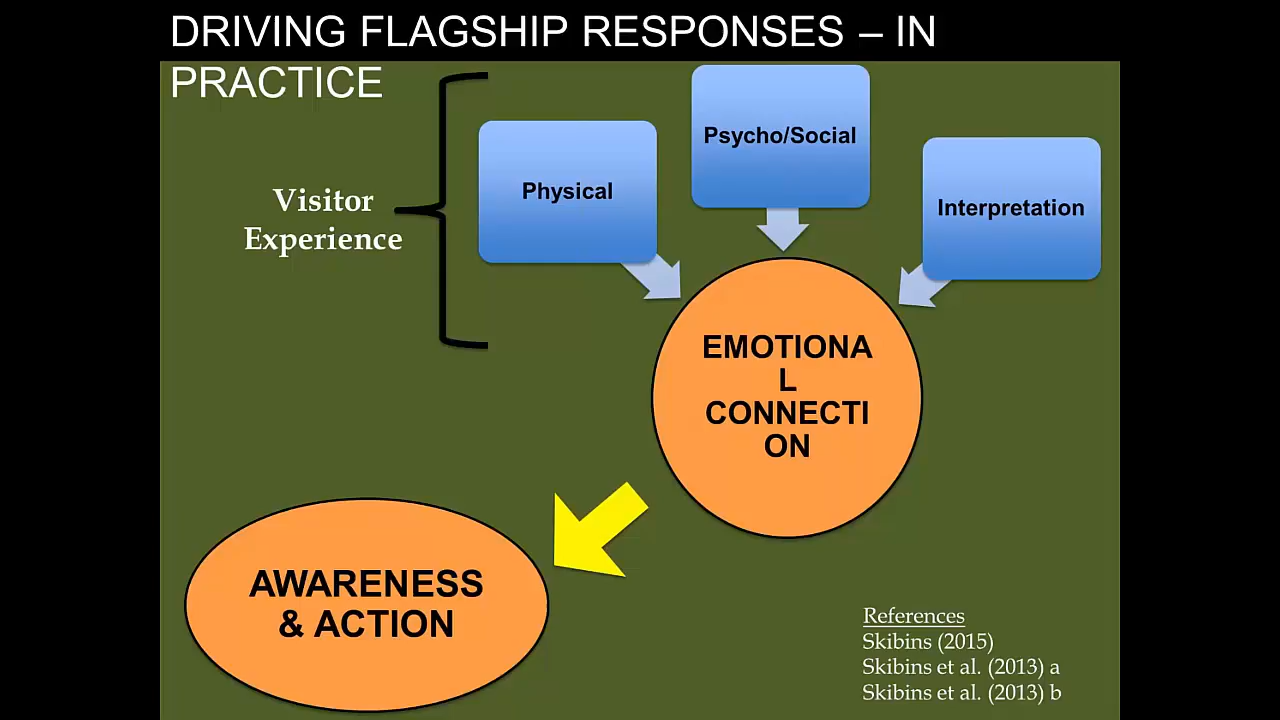 DRIVING FLAGSHIP RESPONSES – IN
PRACTICE
Visitor
Experience
Physical
Psycho/Social
Interpretation
EMOTIONA
L
CONNECTI
ON
AWARENESS
& ACTION
References
Skibins (2015)
Skibins et al. (2013) a
Skibins et al. (2013) b